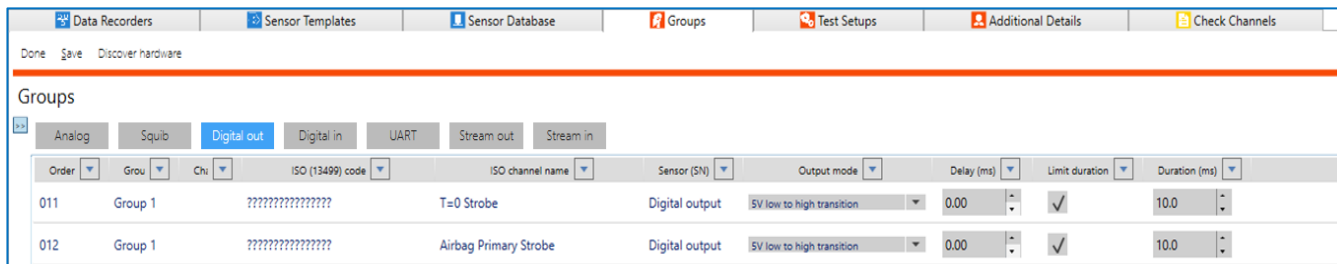 Data Recorders Sensor Templates Sensor Database Groups Test Setups Additional Details Check Channels
Done Save Discover hardware
Groups
>> Analog Squib Digital out Digital in UART Stream out Stream in
Order Grou Cha ISO (13499) code ISO channel name Sensor (SN) Output mode Delay (ms) Limit duration Duration (ms)
011 Group 1 ???????????????? T=0 Strobe Digital output 5V low to high transition 0.00 10.0
012 Group 1 ???????????????? Airbag Primary Strobe Digital output 5V low to high transition 0.00 10.0